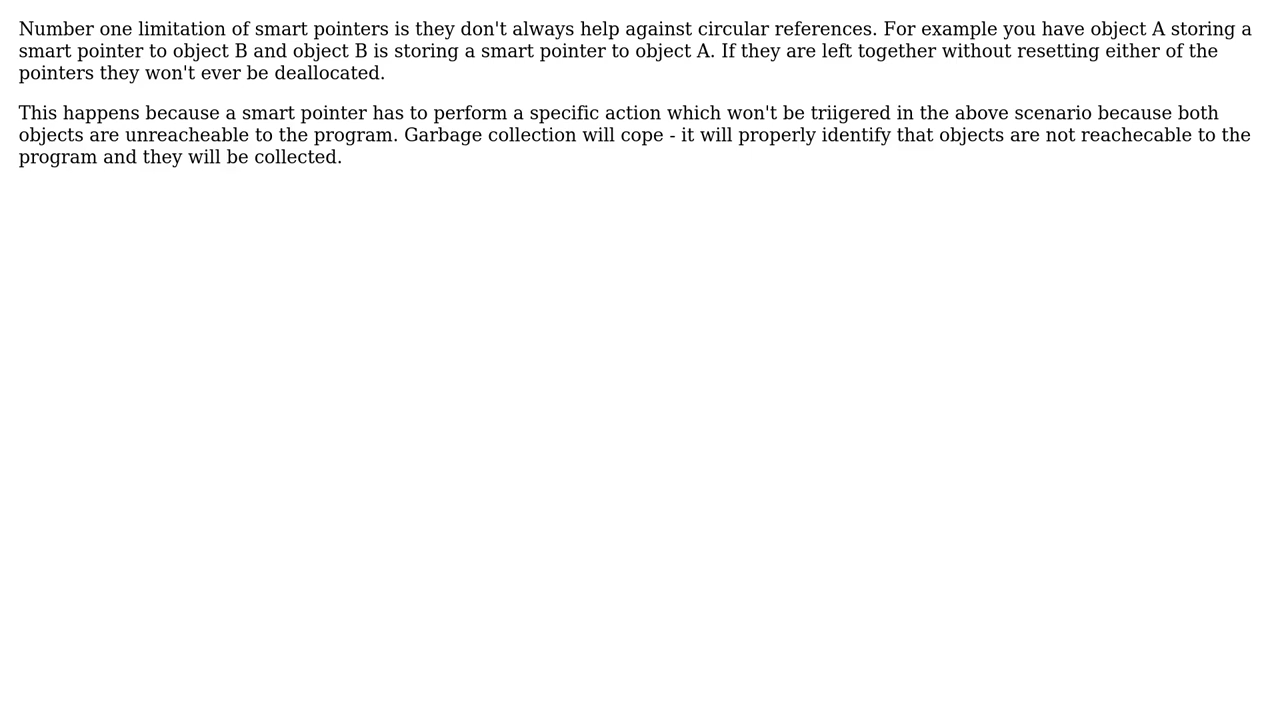 Number one limitation of smart pointers is they don't always help against circular references. For example you have object A storing a
smart pointer to object B and object B is storing a smart pointer to object A. If they are left together without resetting either of the
pointers they won't ever be deallocated.
This happens because a smart pointer has to perform a specific action which won't be triigered in the above scenario because both
objects are unreacheable to the program. Garbage collection will cope - it will properly identify that objects are not reachecable to the
program and they will be collected.